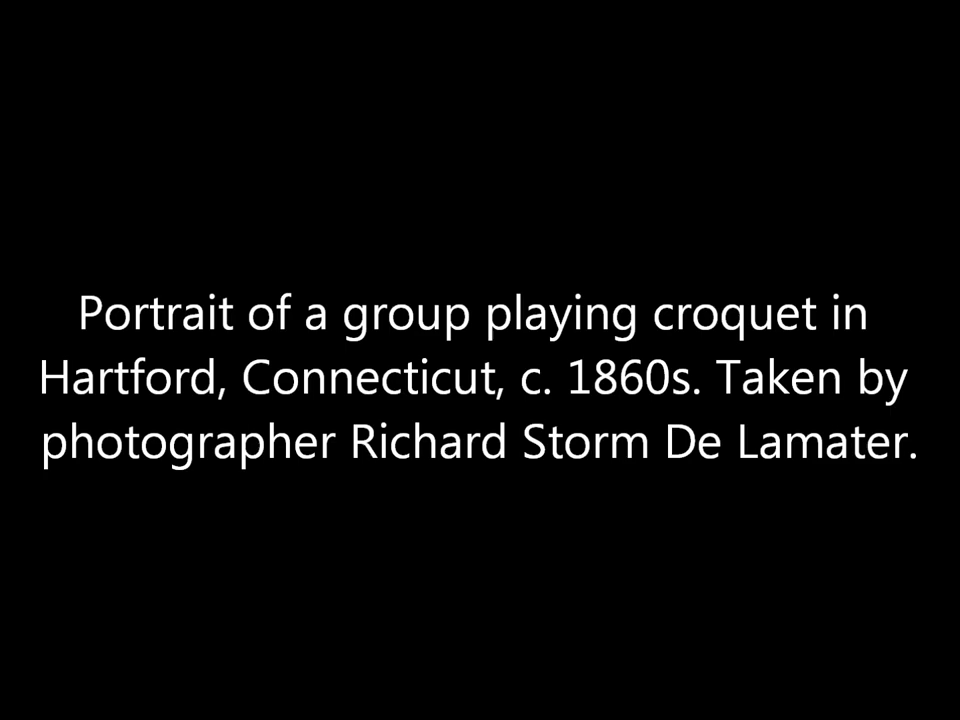 Portrait of a group playing croquet in
Hartford, Connecticut, c. 1860s. Taken by
photographer Richard Storm De Lamater.